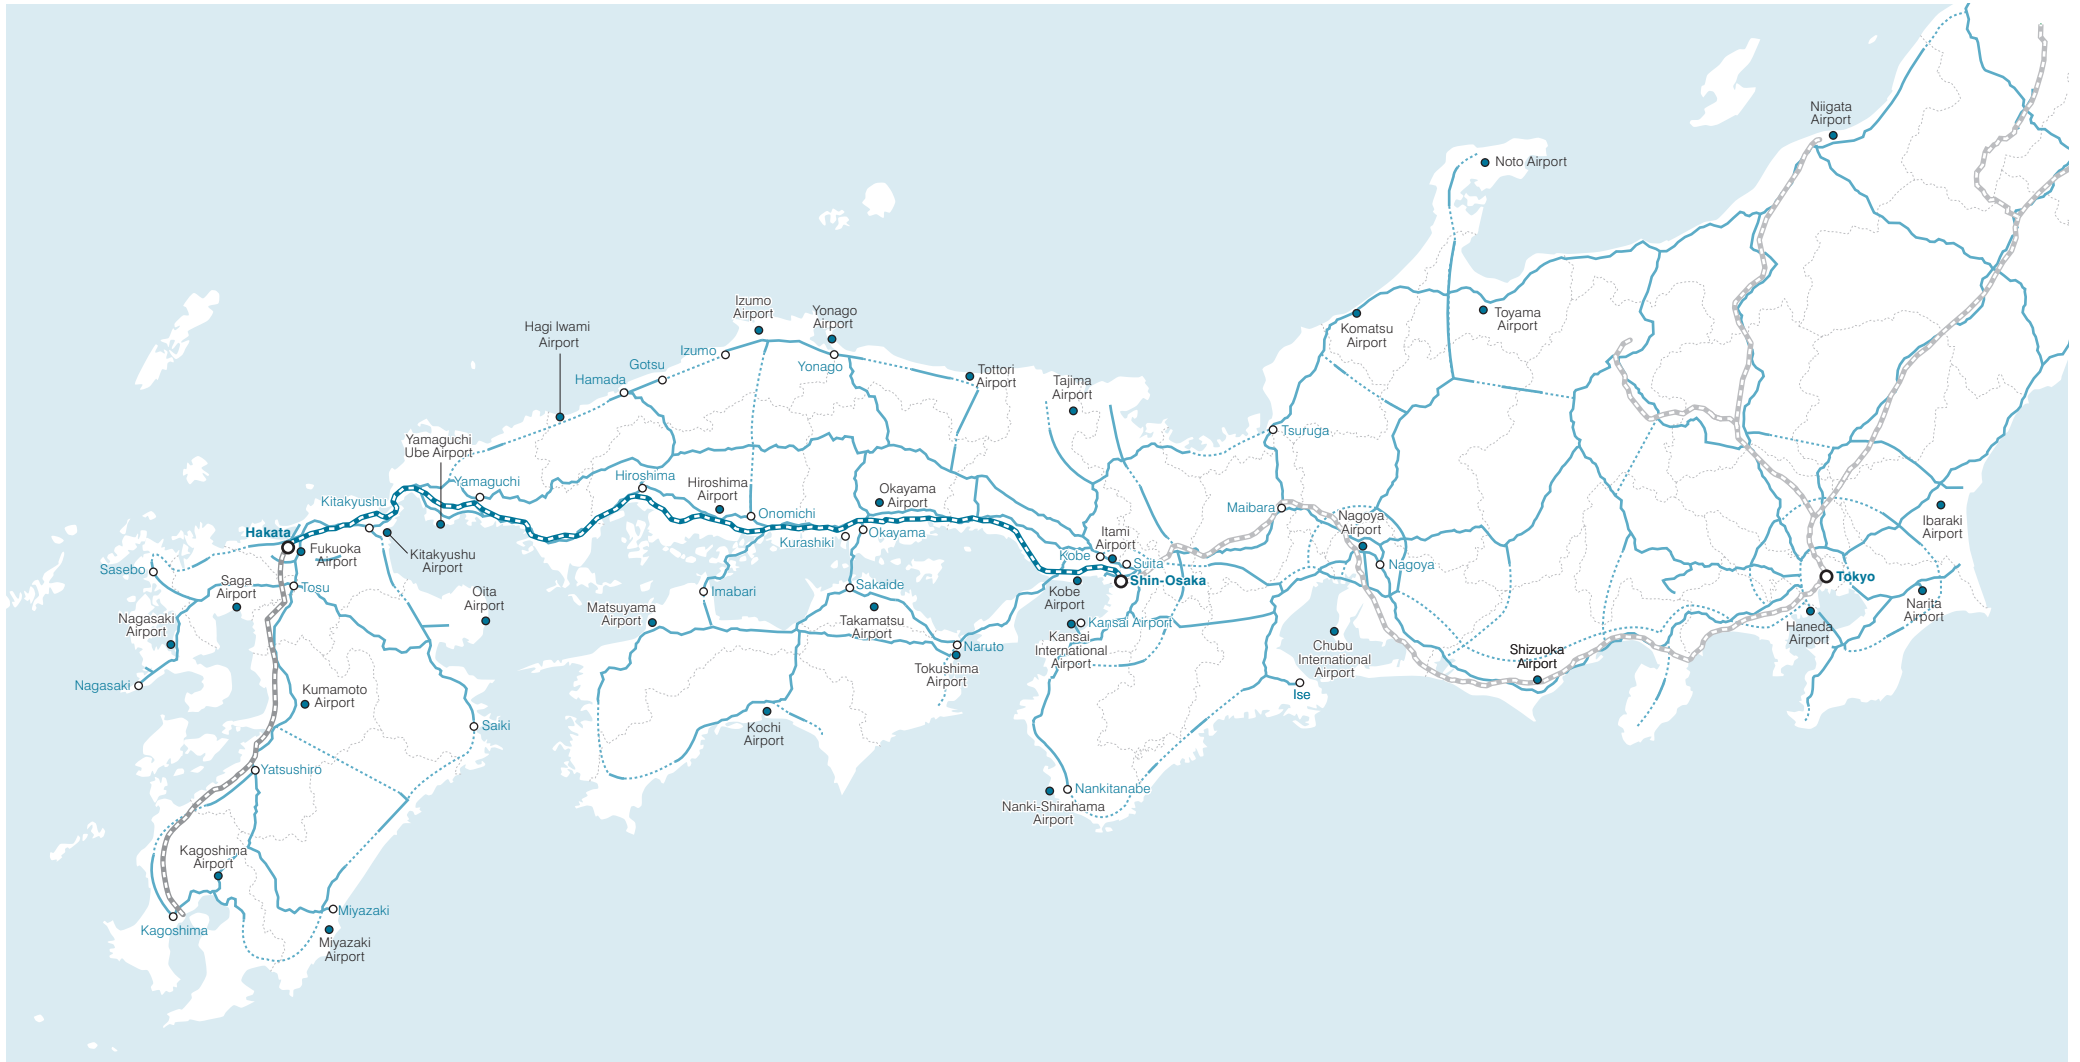 Niigata
Airport
Noto Airport
Izumo
Airport
Yonago
Airport
Hagi Iwami
Airport
Toyama
Airport
Komatsu
Airport
Izumo
Gotsu
Yonago
Hamada
Tottori
Airport
Tajima
Airport
Tsuruga
Yamaguchi
Ube Airport
Yamaguchi
Hiroshima
Hiroshima
Airport
Okayama
Airport
Kitakyushu
Maibara
Nagoya
Airport
Ibaraki
Airport
Onomichi
Okayama
Kurashiki
Itami
Airport
Hakata
Fukuoka
Airport
Kitakyushu
Airport
Kobe
Suita
Nagoya
Sasebo
Shin-Osaka
Tokyo
Saga
Airport
Tosu
Oita
Airport
Imabari
Sakaide
Kobe
Airport
Matsuyama
Airport
Takamatsu
Airport
Kansai Airport
Kansai
International
Airport
Narita
Airport
Haneda
Airport
Nagasaki
Airport
Naruto
Tokushima
Airport
Chubu
International
Airport
Shizuoka
Airport
Nagasaki
Kumamoto
Airport
Ise
Saiki
Kochi
Airport
Yatsushiro
Nankitanabe
Nanki-Shirahama
Airport
Kagoshima
Airport
Miyazaki
Kagoshima
Miyazaki
Airport